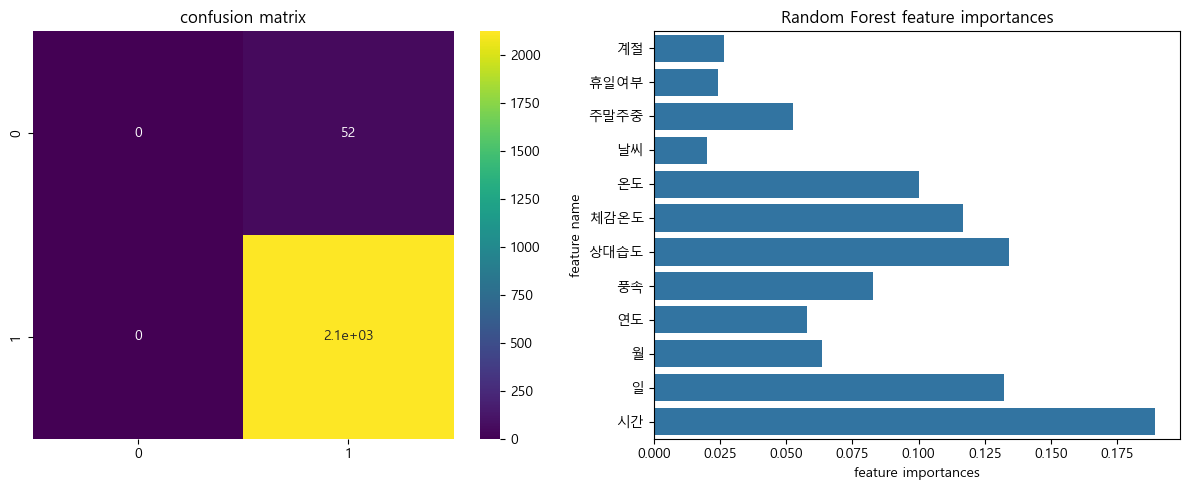 confusion matrix
0
52
0
2.1e+03
0
1
0
1
2000
1750
1500
1250
1000
750
500
250
0
Random Forest feature importances
feature name
계절
휴일여부
주말주중
날씨
온도
체감온도
상대습도
풍속
연도
월
일
시간
0.000 0.025 0.050 0.075 0.100 0.125 0.150 0.175
feature importances